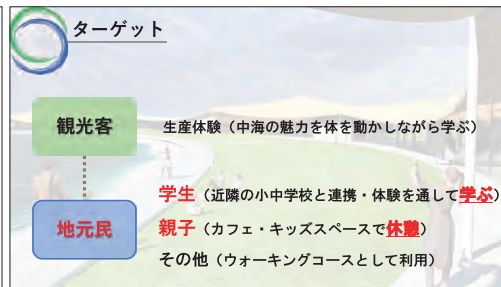 ターゲット
観光客
生産体験（中海の魅力を体を動かしながら学ぶ）
地元民
学生（近隣の小中学校と連携・体験を通して学ぶ）
親子（カフェ・キッズスペースで休憩）
その他（ウォーキングコースとして利用）